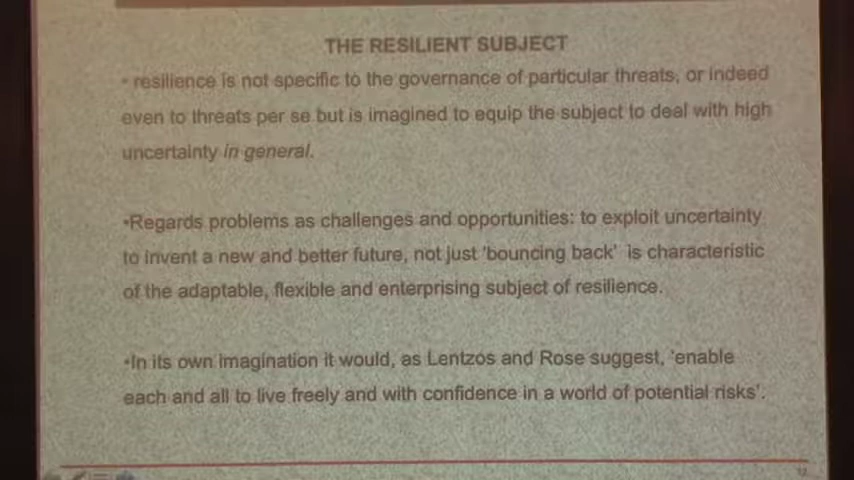 THE RESILIENT SUBJECT
• resilience is not specific to the governance of particular threats, or indeed
even to threats per se but is imagined to equip the subject to deal with high
uncertainty in general.
•Regards problems as challenges and opportunities: to exploit uncertainty
to invent a new and better future, not just 'bouncing back' is characteristic
of the adaptable, flexible and enterprising subject of resilience.
•In its own imagination it would, as Lentzos and Rose suggest, 'enable
each and all to live freely and with confidence in a world of potential risks'.